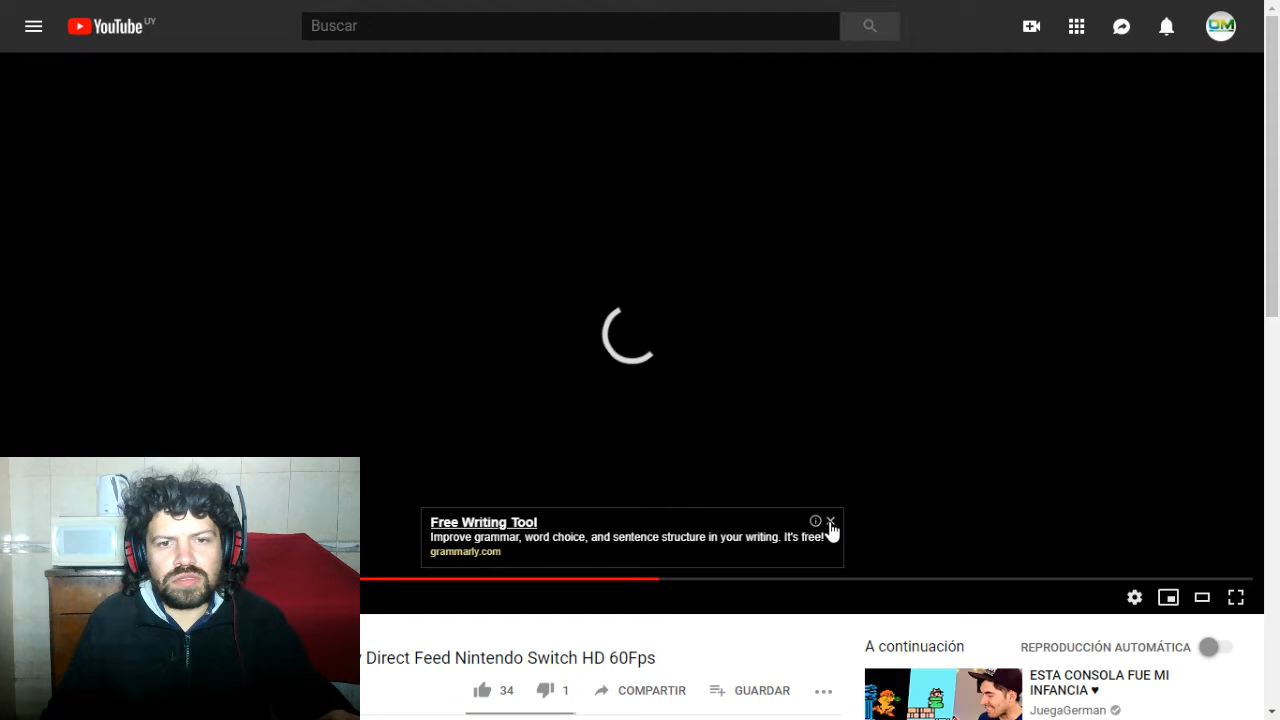 YouTube UY
Buscar
DM
Free Writing Tool
Improve grammar, word choice, and sentence structure in your writing. It's free!
grammarly.com
Direct Feed Nintendo Switch HD 60Fps
34
1
COMPARTIR
GUARDAR
A continuación
REPRODUCCIÓN AUTOMÁTICA
ESTA CONSOLA FUE MI
INFANCIA ♥
JuegaGerman